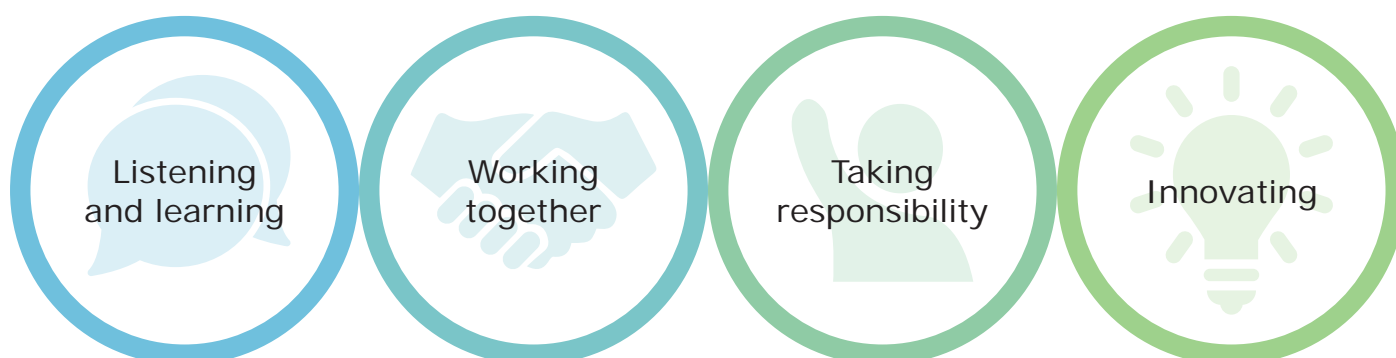 Listening
and learning
Working
together
Taking
responsibility
Innovating